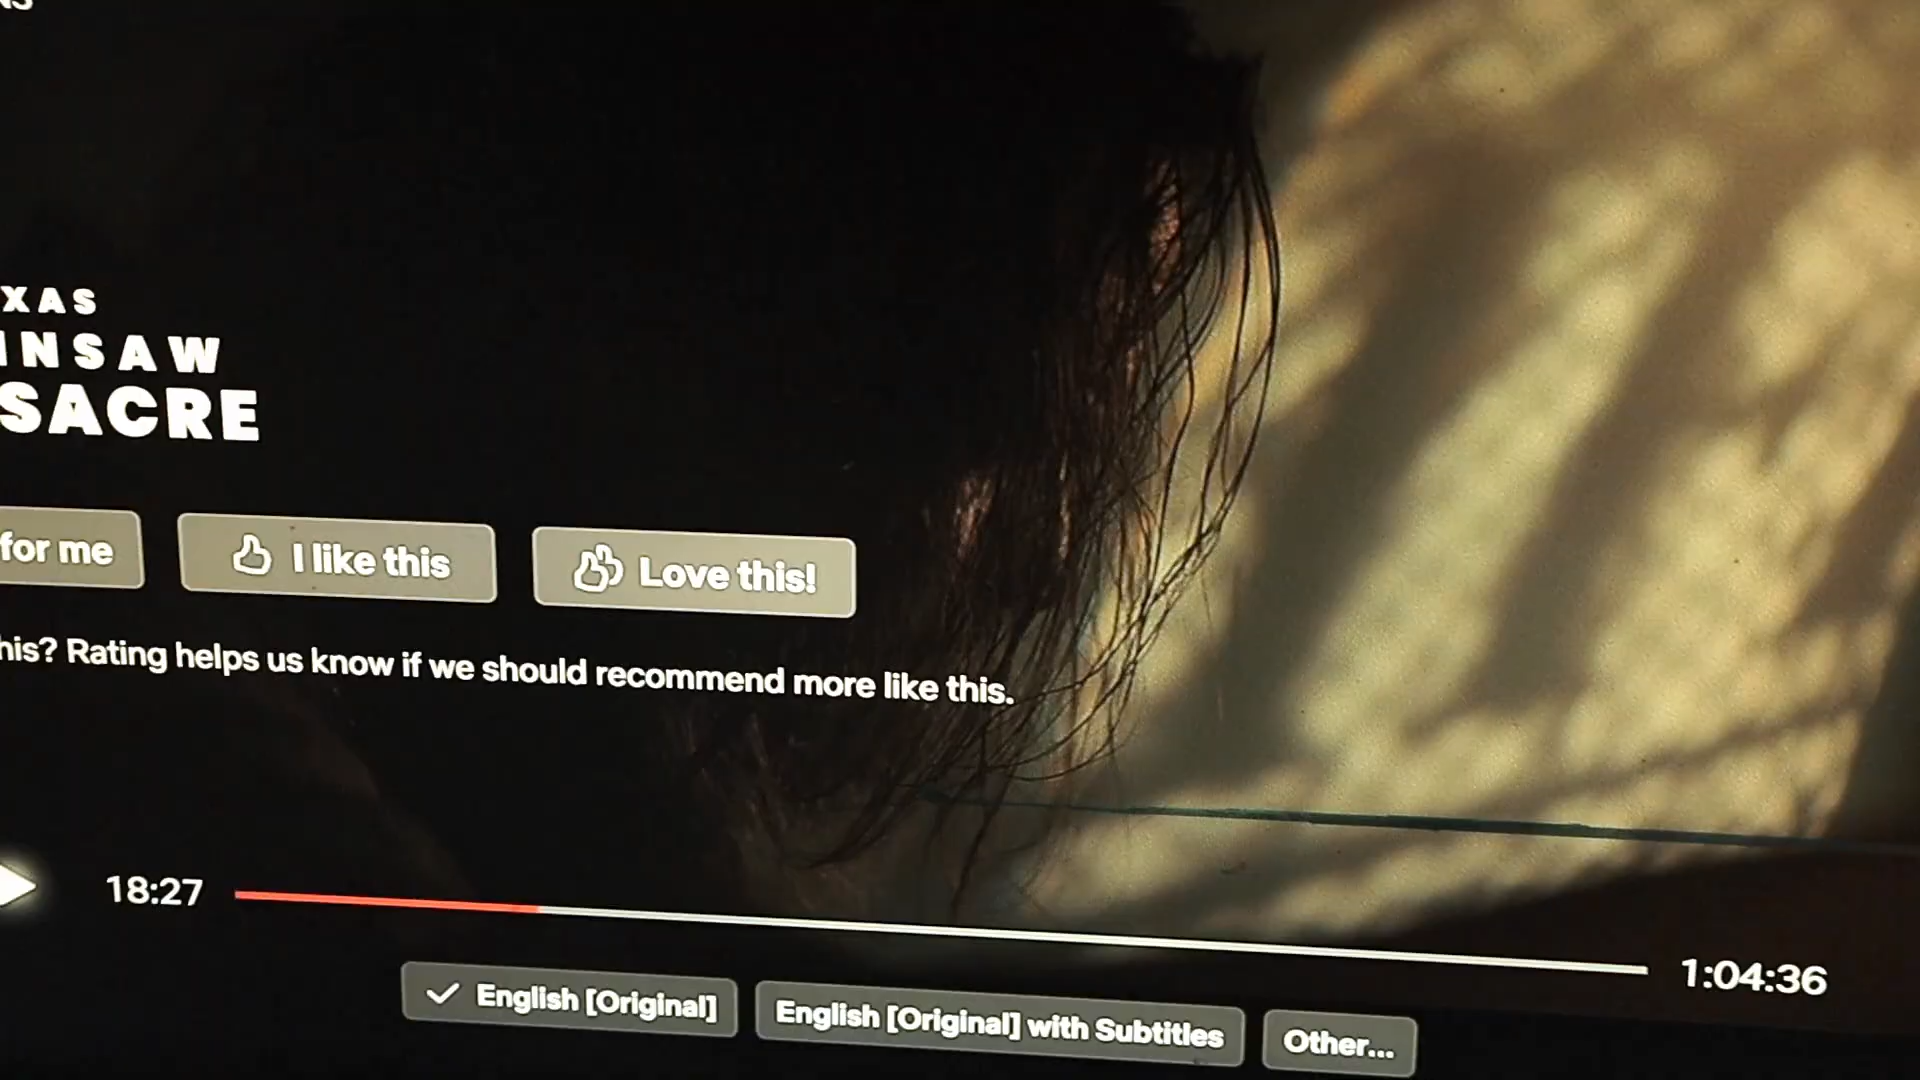 XAS
INSAW
SACRE
for me
I like this
Love this!
his? Rating helps us know if we should recommend more like this.
18:27
1:04:36
English [Original]
English [Original] with Subtitles
Other...